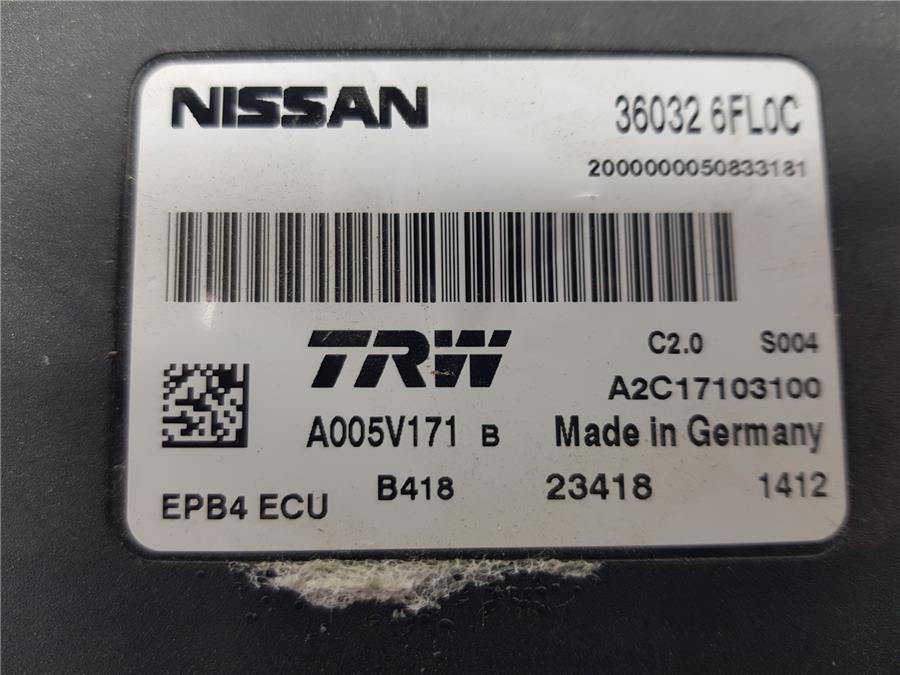 NISSAN 36032 6FL0C
2000000050833181
TRW C2.0 S004
A2C17103100
A005V171 B Made in Germany
EPB4 ECU B418 23418 1412